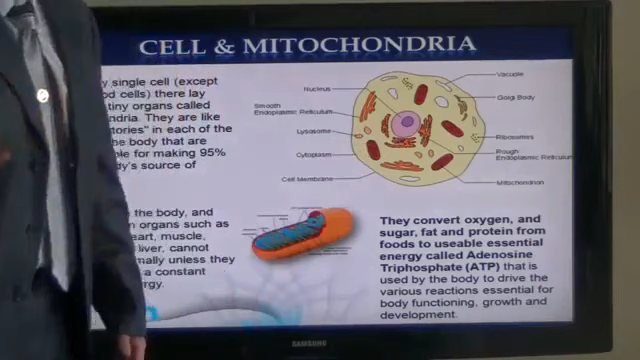 CELL & MITOCHONDRIA
y single cell (except
od cells) there lay
tiny organs called
ndria. They are like
tories" in each of the
he body that are
le for making 95%
dy's source of
n the body, and
n organs such as
eart, muscle,
liver, cannot
mally unless they
a constant
rgy.
Nucleus
Smooth
Endoplasmic Reticulum
Lysosome
Cytoplasm
Cell Membrane
Vacuole
Golgi Body
Ribosomes
Rough
Endoplasmic Reticulum
Mitochondrion
They convert oxygen, and
sugar, fat and protein from
foods to useable essential
energy called Adenosine
Triphosphate (ATP) that is
used by the body to drive the
various reactions essential for
body functioning, growth and
development.
SAMSUNG